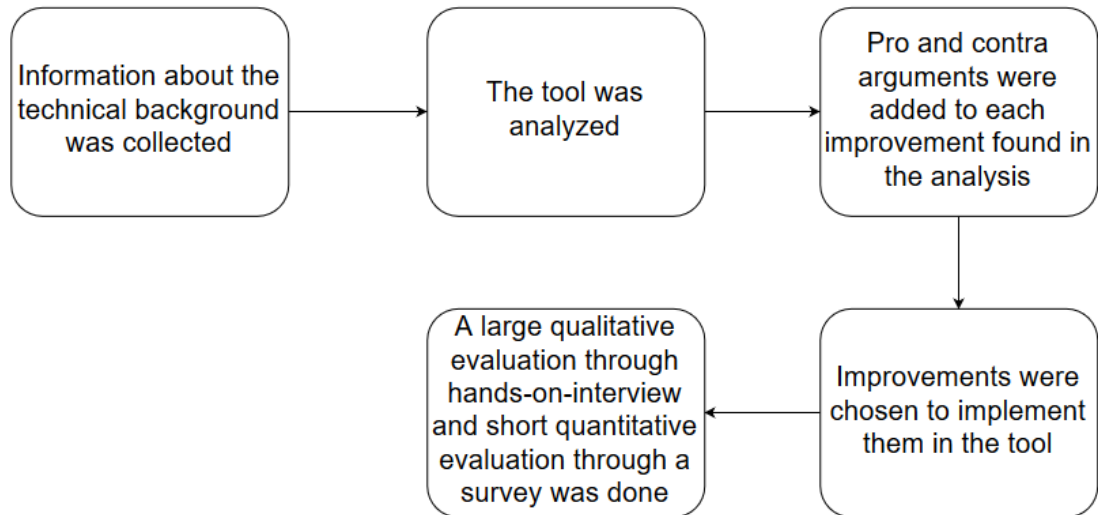 Information about the
technical background
was collected
The tool was
analyzed
Pro and contra
arguments were
added to each
improvement found in
the analysis
Improvements were
chosen to implement
them in the tool
A large qualitative
evaluation through
hands-on-interview
and short quantitative
evaluation through a
survey was done